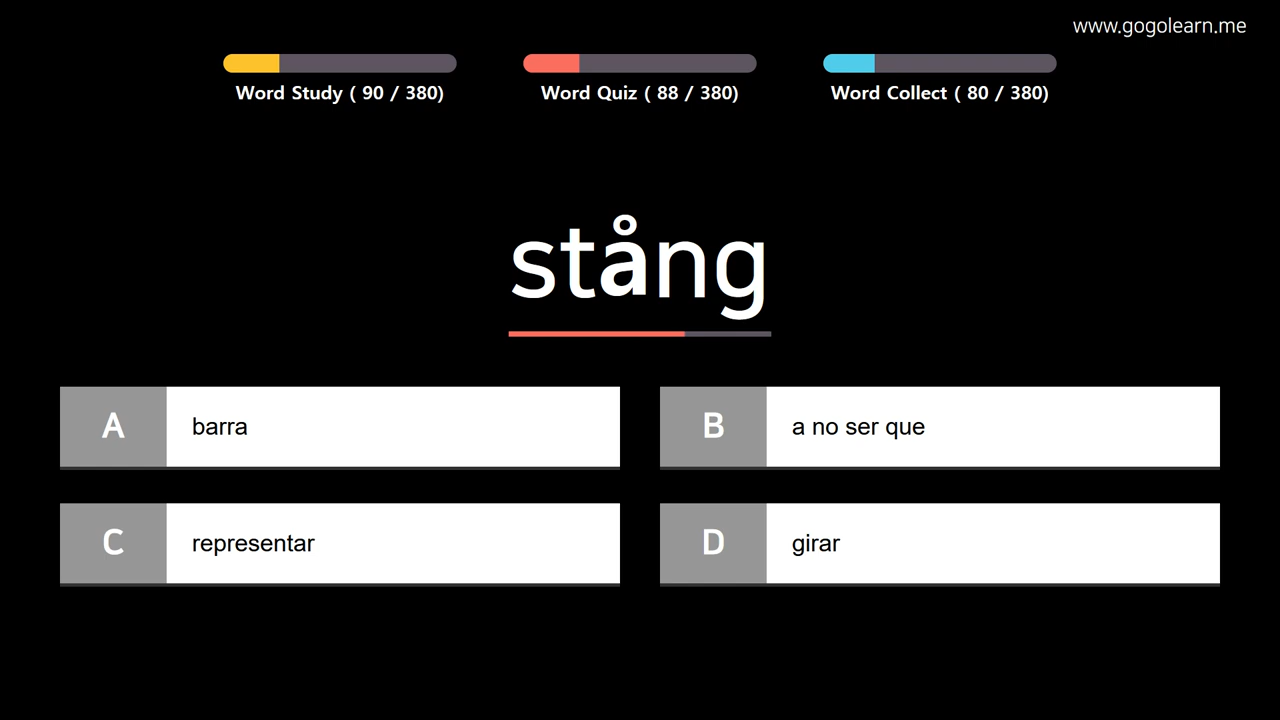 www.gogolearn.me
Word Study ( 90 / 380)
Word Quiz ( 88 / 380)
Word Collect ( 80 / 380)
stång
A barra
B a no ser que
C representar
D girar